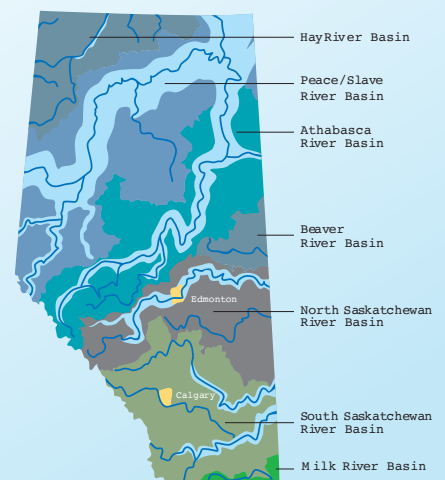 HayRiver Basin
Peace/Slave
River Basin
Athabasca
River Basin
Beaver
River Basin
Edmonton
North Saskatchewan
River Basin
Calgary
South Saskatchewan
River Basin
Milk River Basin